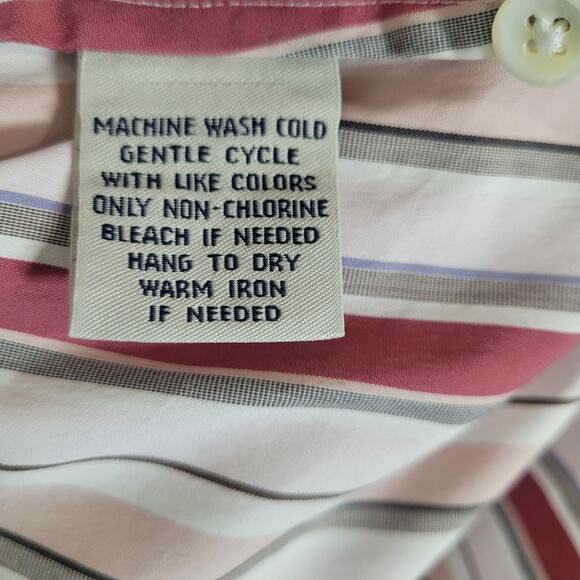 MACHINE WASH COLD
GENTLE CYCLE
WITH LIKE COLORS
ONLY NON-CHLORINE
BLEACH IF NEEDED
HANG TO DRY
WARM IRON
IF NEEDED